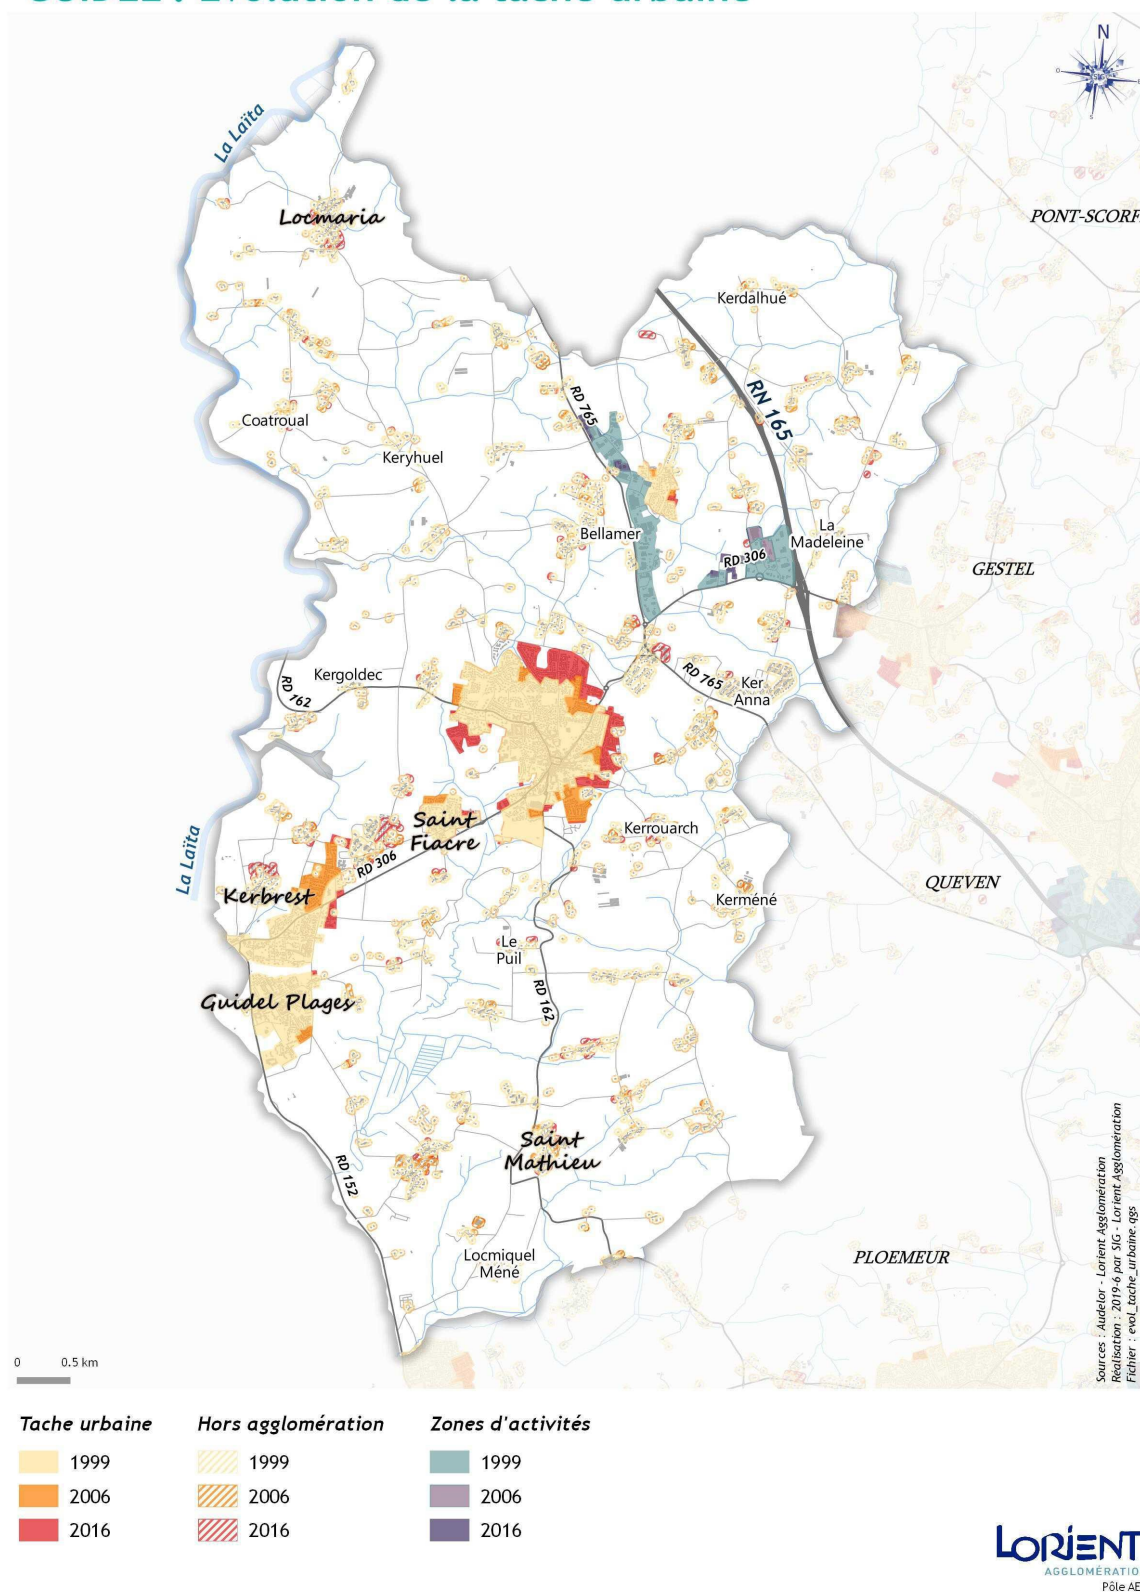 GUIDEL : Evolution de la tache urbaine
N
La Laïta
Locmaria
PONT-SCORF
Kerdalhué
RD 765
RN 165
Coatroual
Keryhuel
Bellamer
La
Madeleine
RD 306
GESTEL
Kergoldec
RD 162
RD 765
Ker
Anna
Saint
Fiacre
Kerrouarch
La Laïta
RD 306
Kerbrest
QUEVEN
Kerméné
Le
Puil
Guidel Plages
RD 162
Saint
Mathieu
RD 152
Locmiquel
Méné
PLOEMEUR
0 0.5 km
Sources : Audelor - Lorient Agglomération
Réalisation : 2019-6 par SIG - Lorient Agglomération
Fichier : evol_tache_urbaine.qgs
Tache urbaine
1999
2006
2016
Hors agglomération
1999
2006
2016
Zones d'activités
1999
2006
2016
LORIENT
AGGLOMÉRATIO
Pôle AE